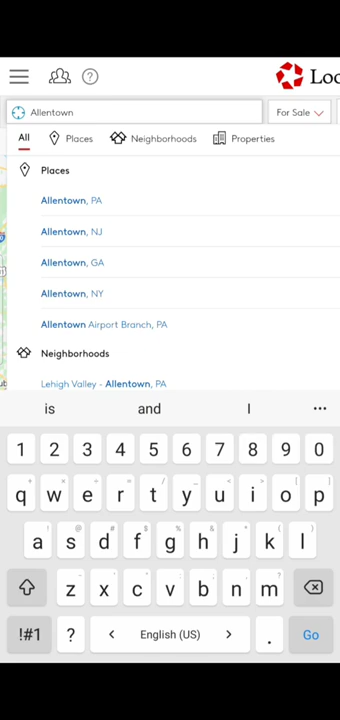 Loo
Allentown
For Sale
All
Places
Neighborhoods
Properties
Places
Allentown, PA
Allentown, NJ
Allentown, GA
Allentown, NY
Allentown Airport Branch, PA
Neighborhoods
Lehigh Valley - Allentown, PA
is and I ...
1 2 3 4 5 6 7 8 9 0
q w e r t y u i o p
a s d f g h j k l
z x c v b n m
!#1 ? < English (US) > . Go